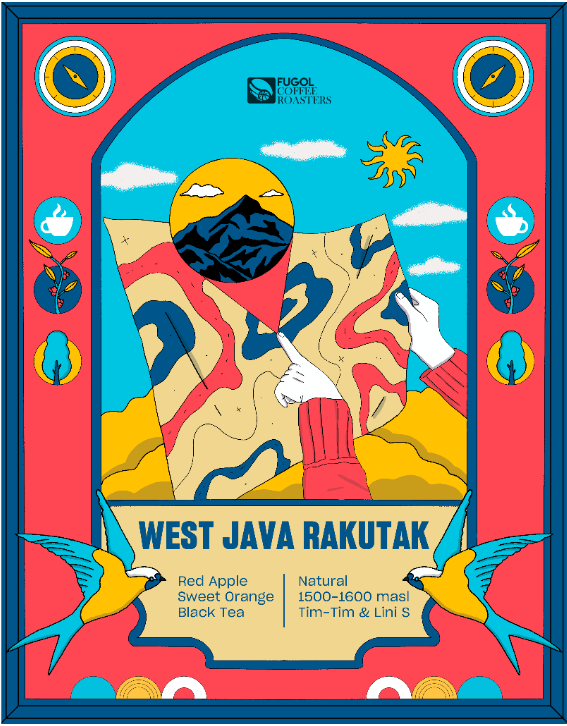 FUGOL
COFFEE
ROASTERS
WEST JAVA RAKUTAK
Red Apple
Sweet Orange
Black Tea
Natural
1500-1600 masl
Tim-Tim & Lini S